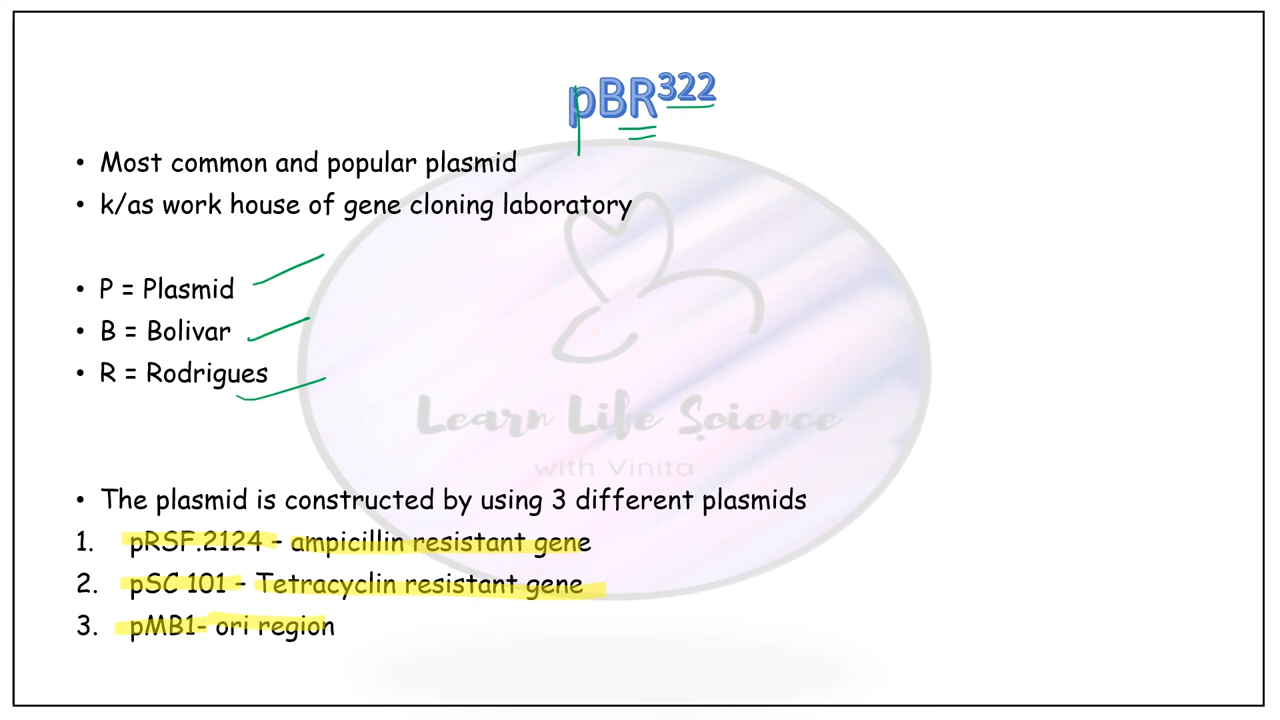 pBR322
• Most common and popular plasmid
• k/as work house of gene cloning laboratory
• P = Plasmid
• B = Bolivar
• R = Rodrigues
Learn Life Science
with Vinita
• The plasmid is constructed by using 3 different plasmids
1. pRSF.2124 - ampicillin resistant gene
2. pSC 101 - Tetracyclin resistant gene
3. pMB1- ori region